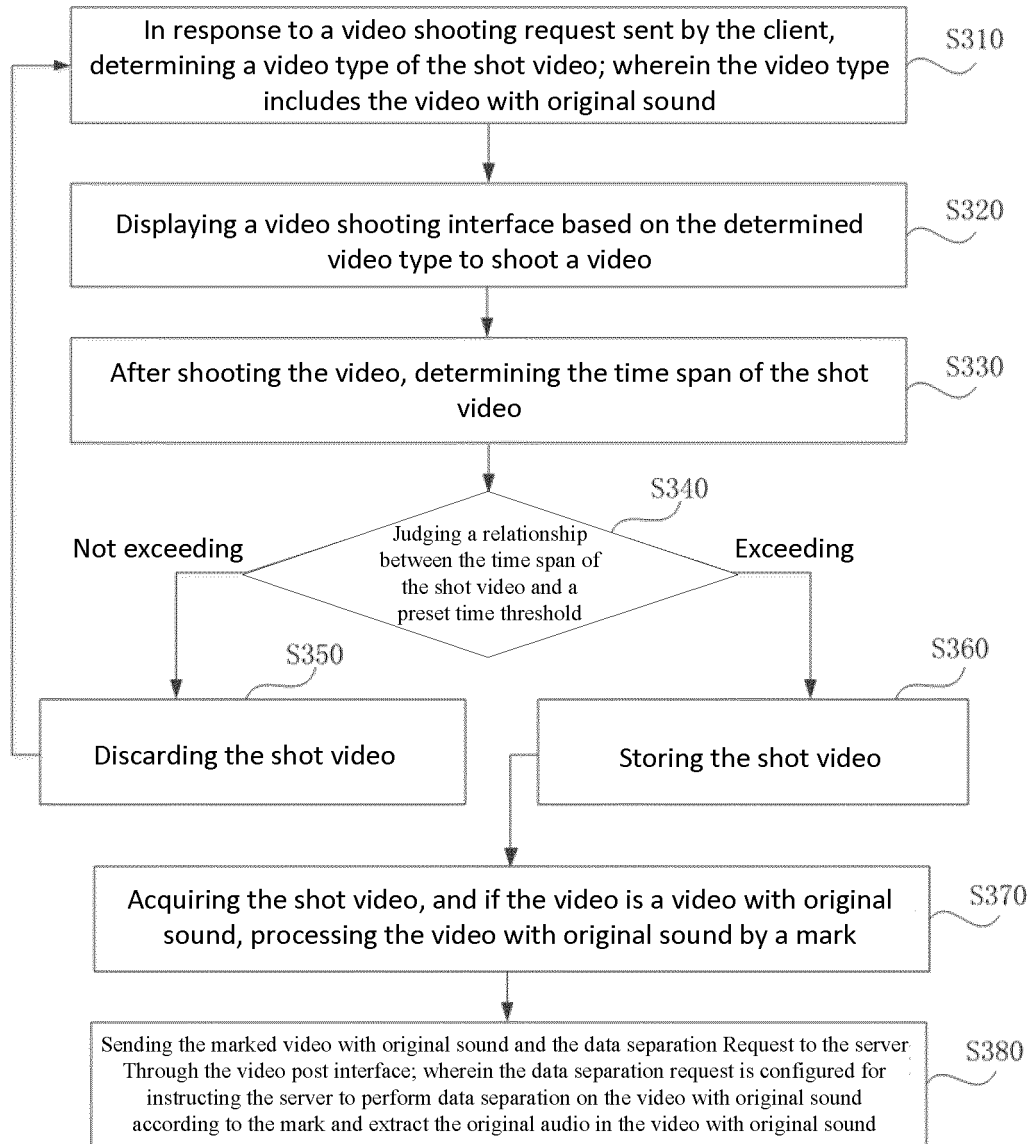 In response to a video shooting request sent by the client,
determining a video type of the shot video; wherein the video type
includes the video with original sound
S310
Displaying a video shooting interface based on the determined
video type to shoot a video
S320
After shooting the video, determining the time span of the shot
video
S330
S340
Judging a relationship
between the time span of
the shot video and a
preset time threshold
Not exceeding
Exceeding
S350
Discarding the shot video
S360
Storing the shot video
Acquiring the shot video, and if the video is a video with original
sound, processing the video with original sound by a mark
S370
Sending the marked video with original sound and the data separation Request to the server
Through the video post interface; wherein the data separation request is configured for
instructing the server to perform data separation on the video with original sound
according to the mark and extract the original audio in the video with original sound
S380